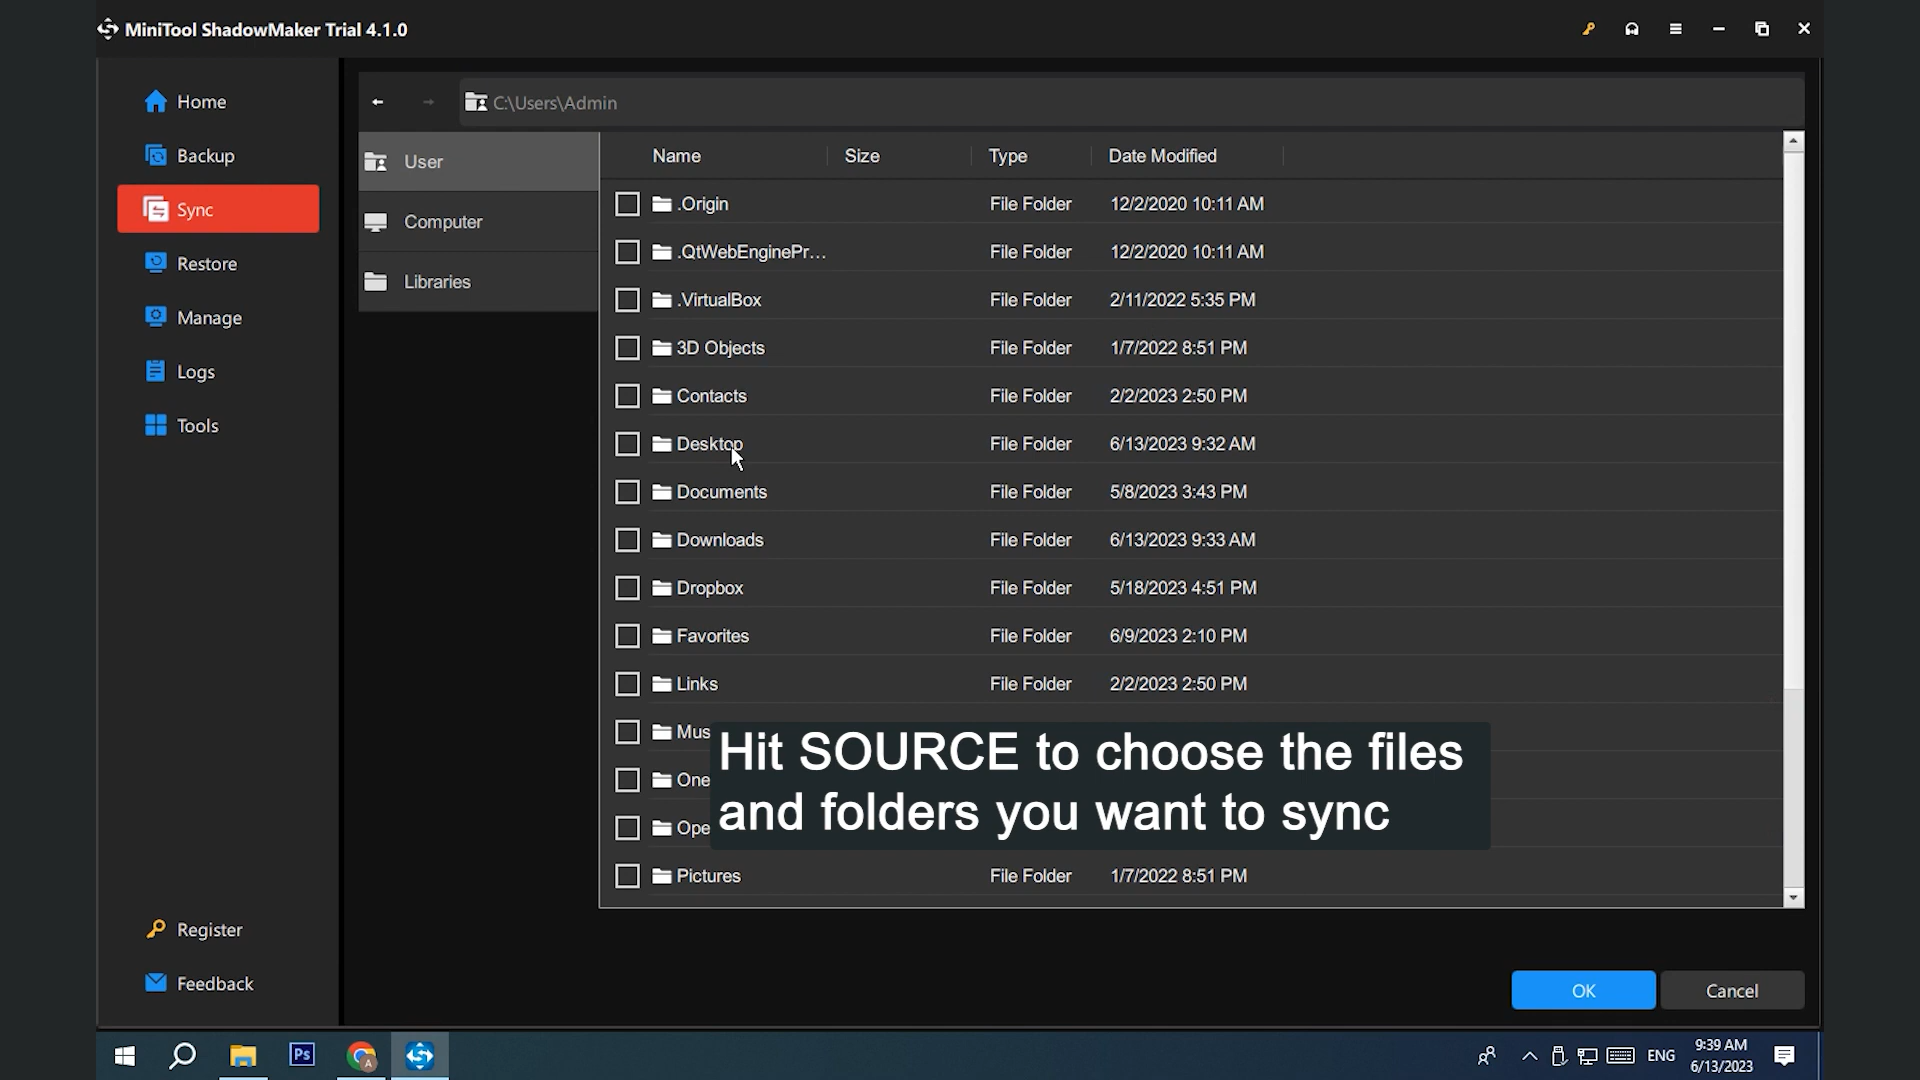 MiniTool ShadowMaker Trial 4.1.0
Home
Backup
Sync
Restore
Manage
Logs
Tools
Register
Feedback
C:\Users\Admin
User
Computer
Libraries
Name Size Type Date Modified
.Origin File Folder 12/2/2020 10:11 AM
.QtWebEnginePr... File Folder 12/2/2020 10:11 AM
.VirtualBox File Folder 2/11/2022 5:35 PM
3D Objects File Folder 1/7/2022 8:51 PM
Contacts File Folder 2/2/2023 2:50 PM
Desktop File Folder 6/13/2023 9:32 AM
Documents File Folder 5/8/2023 3:43 PM
Downloads File Folder 6/13/2023 9:33 AM
Dropbox File Folder 5/18/2023 4:51 PM
Favorites File Folder 6/9/2023 2:10 PM
Links File Folder 2/2/2023 2:50 PM
Mus
One
Ope
Hit SOURCE to choose the files
and folders you want to sync
Pictures File Folder 1/7/2022 8:51 PM
OK Cancel
Ps
A
ENG
9:39 AM
6/13/2023